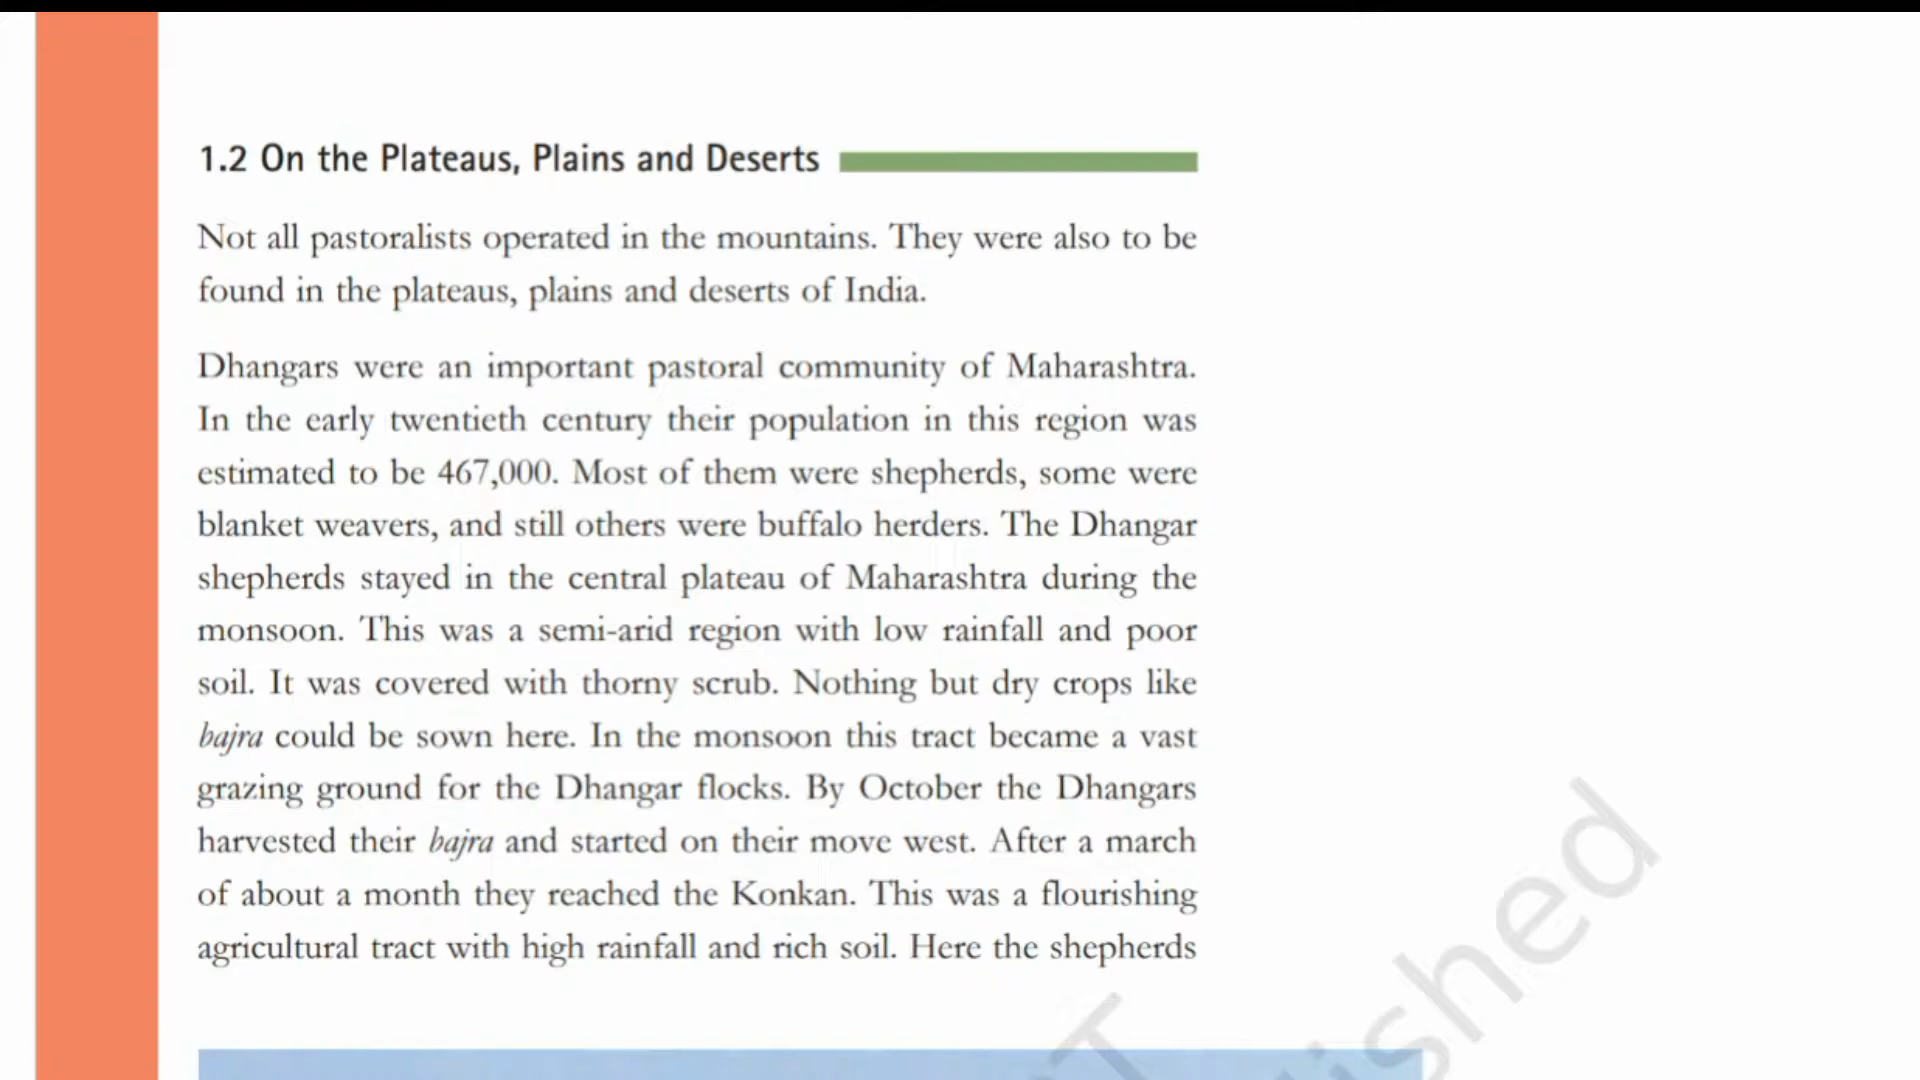 1.2 On the Plateaus, Plains and Deserts
Not all pastoralists operated in the mountains. They were also to be
found in the plateaus, plains and deserts of India.
Dhangars were an important pastoral community of Maharashtra.
In the early twentieth century their population in this region was
estimated to be 467,000. Most of them were shepherds, some were
blanket weavers, and still others were buffalo herders. The Dhangar
shepherds stayed in the central plateau of Maharashtra during the
monsoon. This was a semi-arid region with low rainfall and poor
soil. It was covered with thorny scrub. Nothing but dry crops like
bajra could be sown here. In the monsoon this tract became a vast
grazing ground for the Dhangar flocks. By October the Dhangars
harvested their bajra and started on their move west. After a march
of about a month they reached the Konkan. This was a flourishing
agricultural tract with high rainfall and rich soil. Here the shepherds